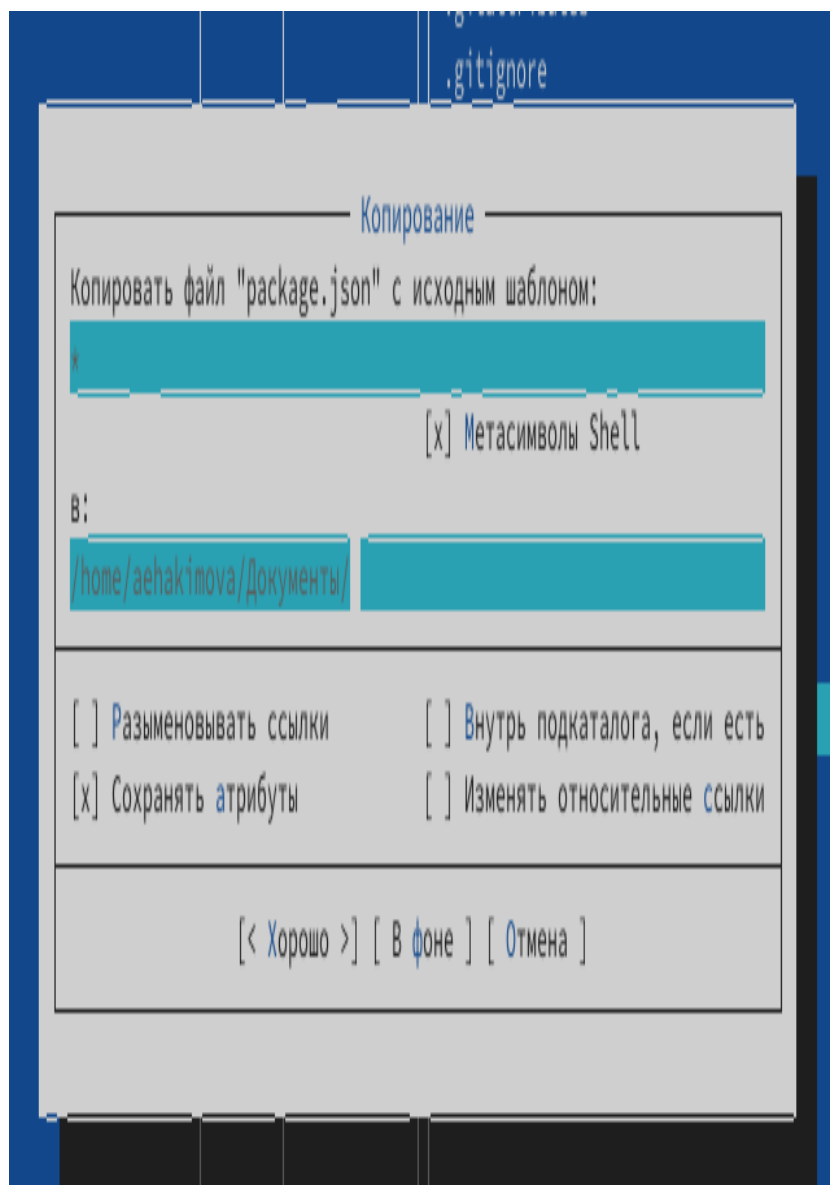 .gitignore
Копирование
Копировать файл "package.json" с исходным шаблоном:
*
[x] Метасимволы Shell
в:
/home/aehakimova/Документы/
[ ] Разыменовывать ссылки [ ] Внутрь подкаталога, если есть
[x] Сохранять атрибуты [ ] Изменять относительные ссылки
[< Хорошо >] [ В фоне ] [ Отмена ]